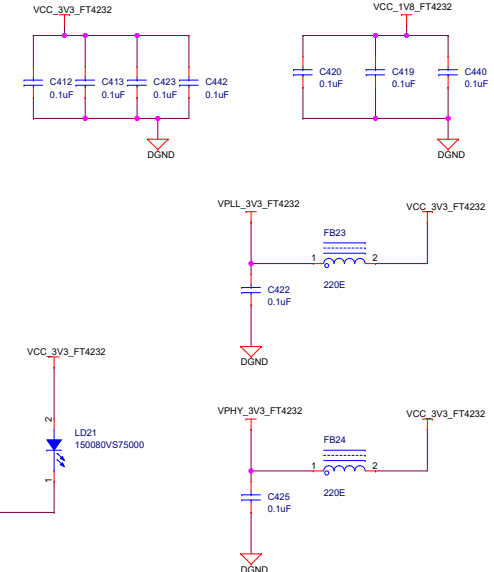 VCC_3V3_FT4232
VCC_1V8_FT4232
C412
0.1uF
C413
0.1uF
C423
0.1uF
C442
0.1uF
C420
0.1uF
C419
0.1uF
C440
0.1uF
DGND
DGND
VPLL_3V3_FT4232
VCC_3V3_FT4232
FB23
1
2
220E
C422
0.1uF
DGND
VCC_3V3_FT4232
2
LD21
150080VS75000
1
VPHY_3V3_FT4232
VCC_3V3_FT4232
FB24
1
2
220E
C425
0.1uF
DGND